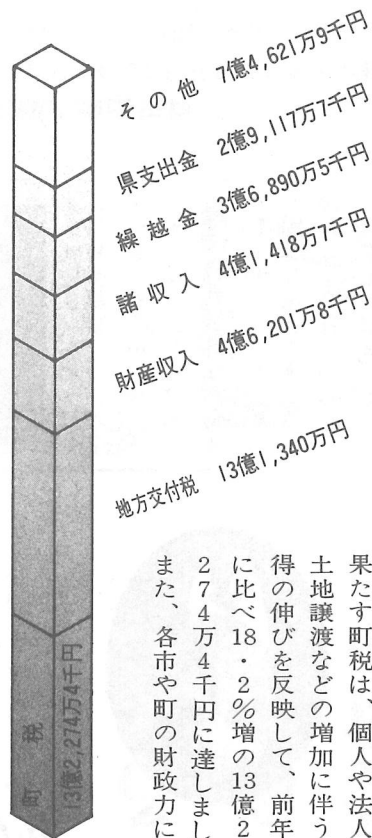 その他 7億4,621万9千円
県支出金 2億9,117万7千円
繰越金 3億6,890万5千円
諸収入 4億1,418万7千円
財産収入 4億6,201万8千円
地方交付税 13億1,340万円
町税
13億2,274万4千円
果たす町税は、個人や法人
土地譲渡などの増加に伴う
得の伸びを反映して、前年
に比べ18・2％増の13億2
274万4千円に達しまし
また、各市や町の財政力に